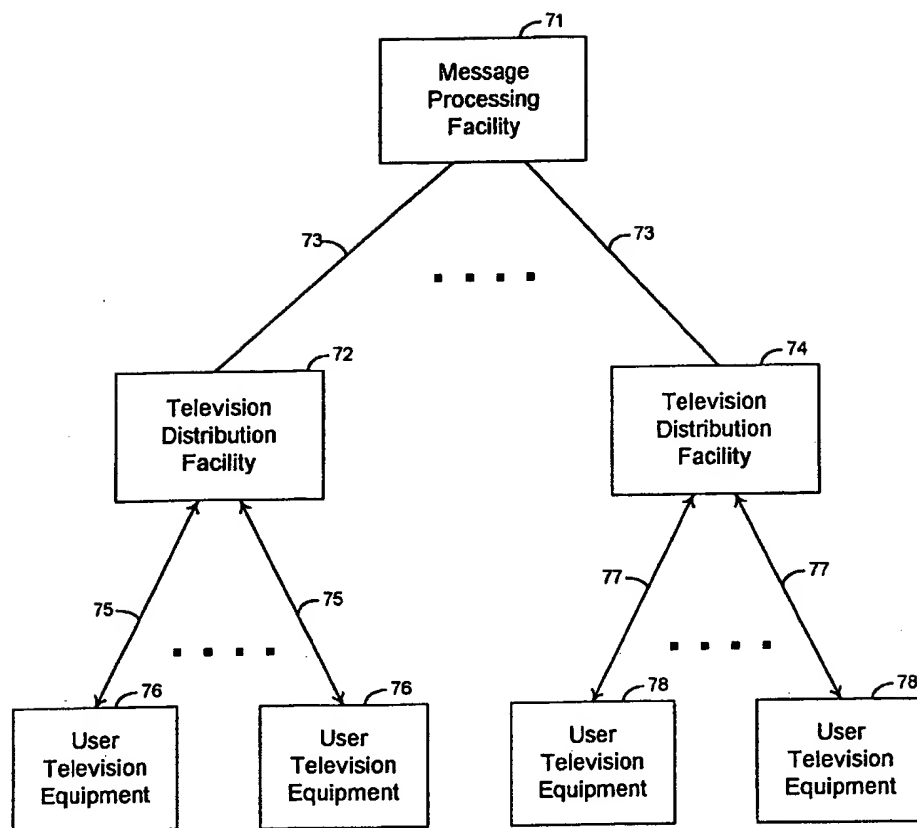 71
Message
Processing
Facility
73
73
72
74
Television
Distribution
Facility
Television
Distribution
Facility
75
75
77
77
76
76
78
78
User
Television
Equipment
User
Television
Equipment
User
Television
Equipment
User
Television
Equipment